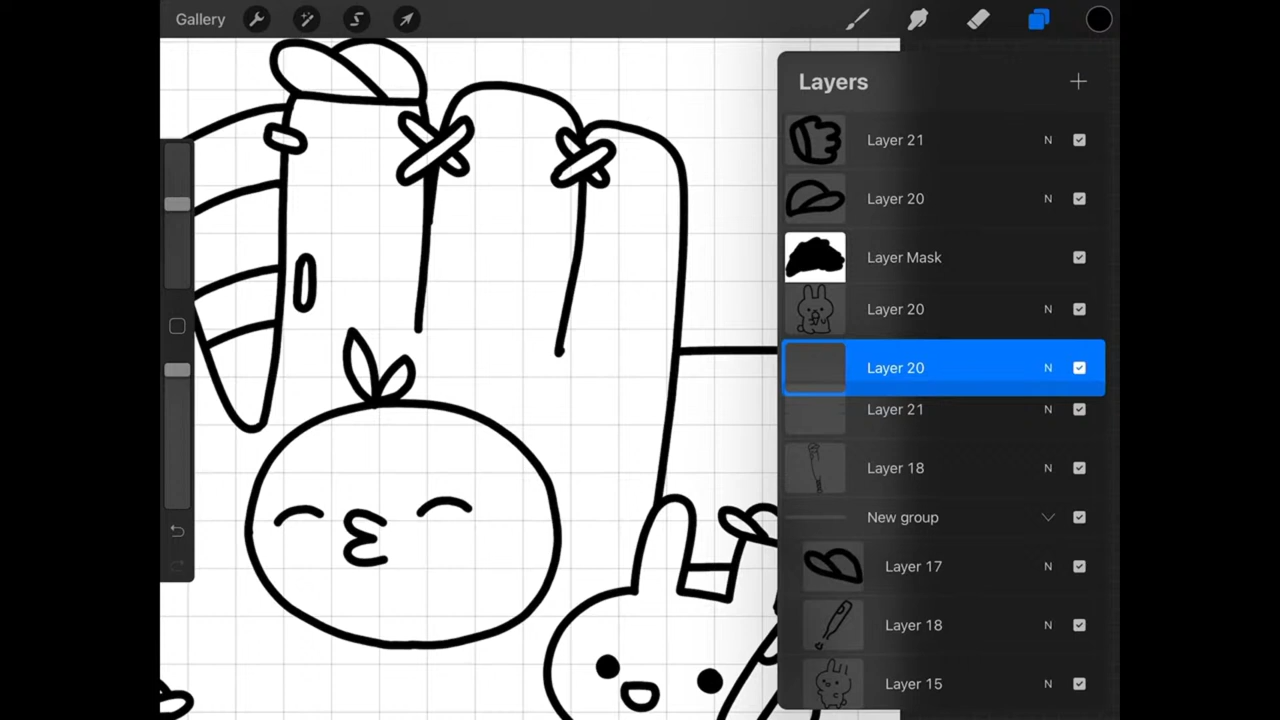 Gallery
Layers
Layer 21 N
Layer 20 N
Layer Mask
Layer 20 N
Layer 20 N
Layer 21 N
Layer 18 N
New group
Layer 17 N
Layer 18 N
Layer 15 N